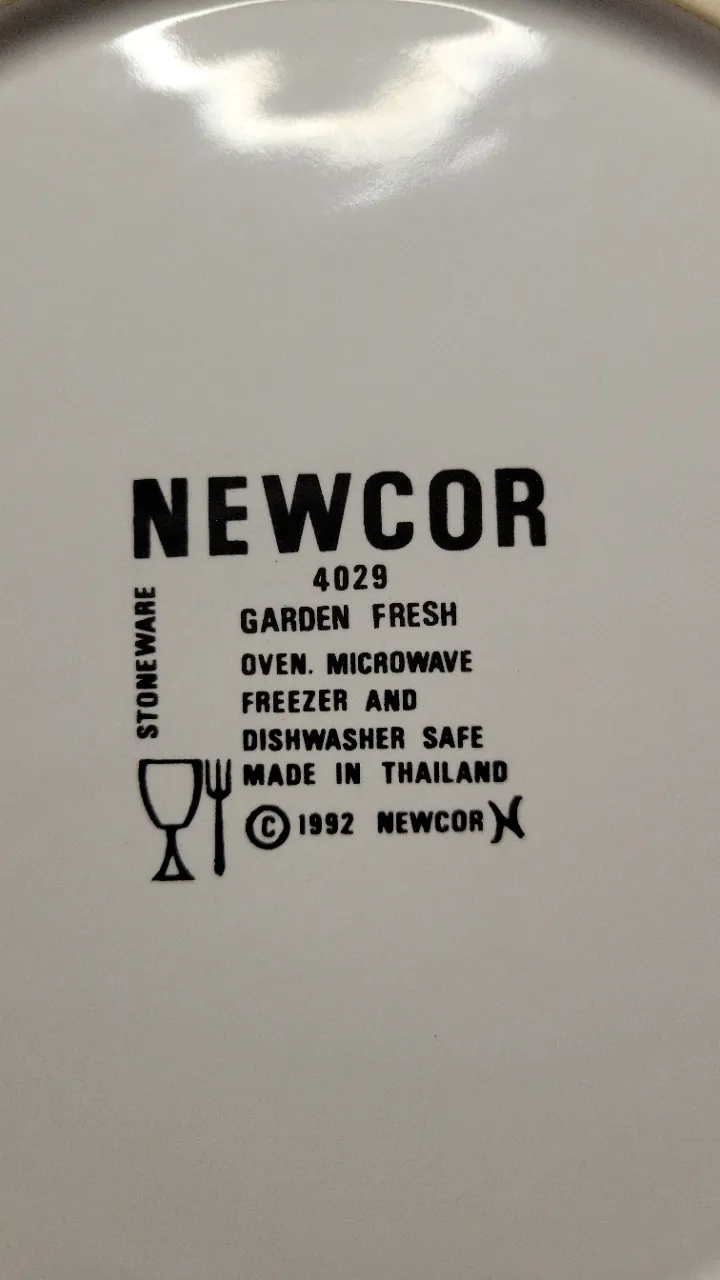 NEWCOR
4029
STONEWARE
GARDEN FRESH
OVEN. MICROWAVE
FREEZER AND
DISHWASHER SAFE
MADE IN THAILAND
© 1992 NEWCOR N